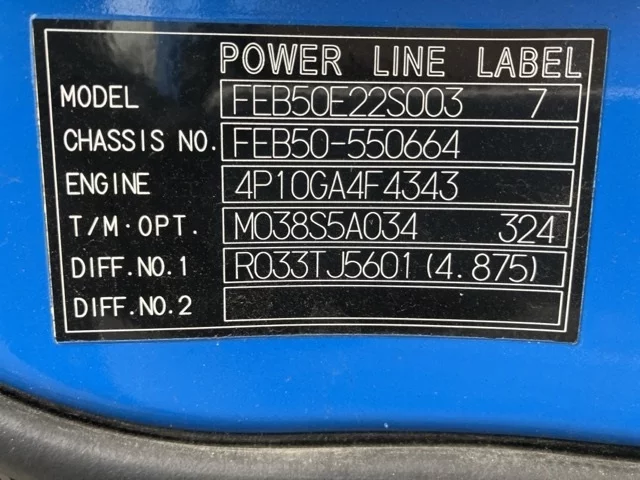 POWER LINE LABEL
MODEL FEB50E22S003 7
CHASSIS NO. FEB50-550664
ENGINE 4P10GA4F4343
T/M·OPT. M038S5A034 324
DIFF.NO.1 R033TJ5601(4.875)
DIFF.NO.2